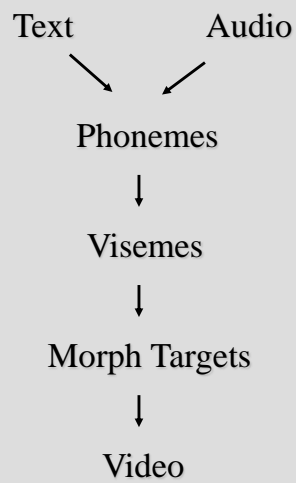 Text Audio
Phonemes
Visemes
Morph Targets
Video